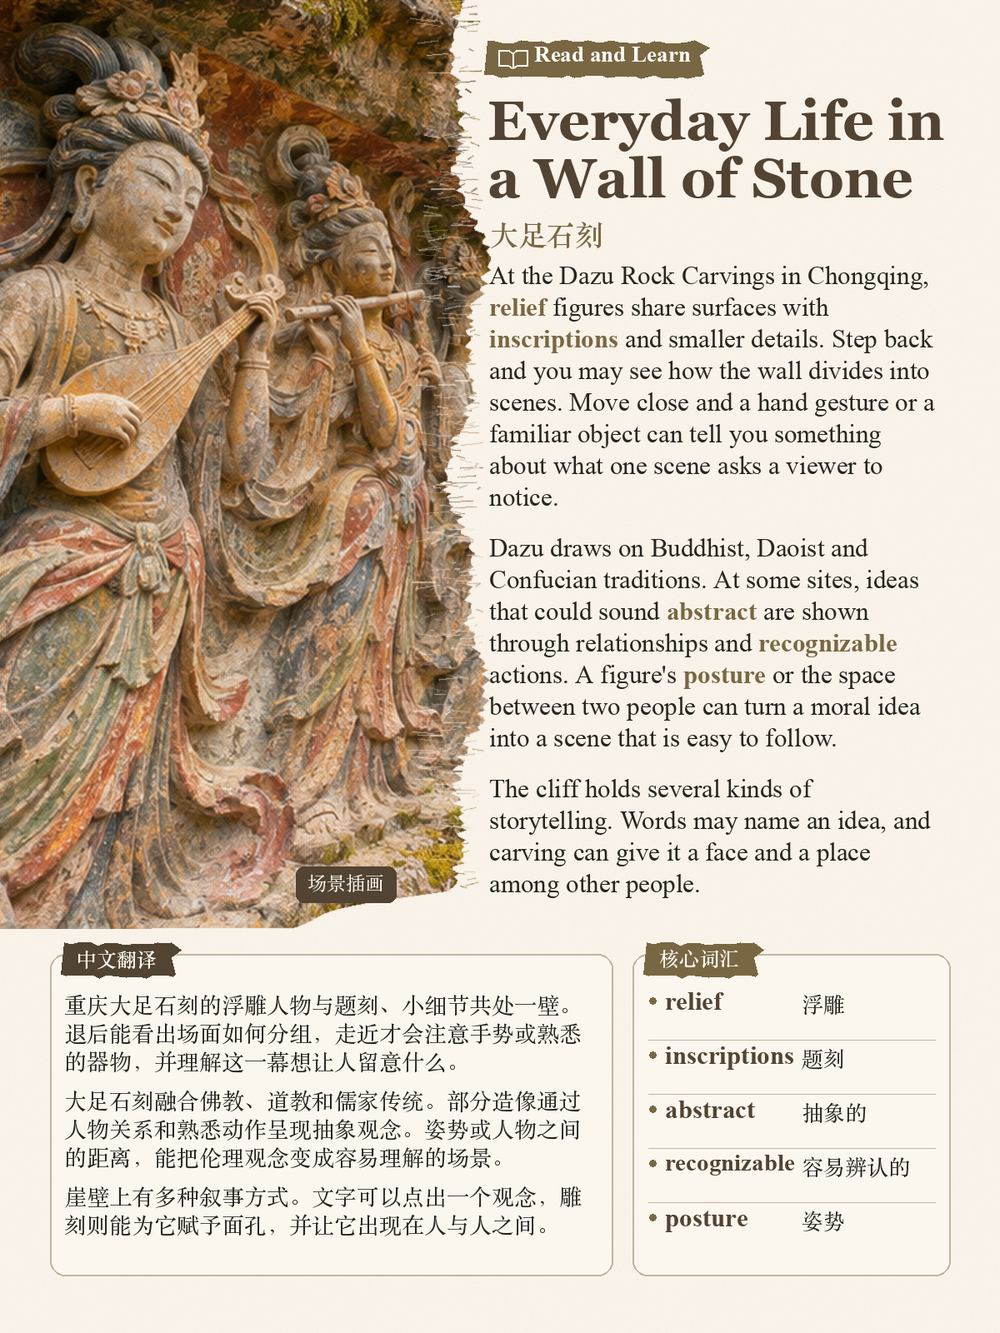 Read and Learn
Everyday Life in
a Wall of Stone
大足石刻
At the Dazu Rock Carvings in Chongqing,
relief figures share surfaces with
inscriptions and smaller details. Step back
and you may see how the wall divides into
scenes. Move close and a hand gesture or a
familiar object can tell you something
about what one scene asks a viewer to
notice.
Dazu draws on Buddhist, Daoist and
Confucian traditions. At some sites, ideas
that could sound abstract are shown
through relationships and recognizable
actions. A figure's posture or the space
between two people can turn a moral idea
into a scene that is easy to follow.
The cliff holds several kinds of
storytelling. Words may name an idea, and
carving can give it a face and a place
among other people.
场景插画
中文翻译
重庆大足石刻的浮雕人物与题刻、小细节共处一壁。
退后能看出场面如何分组，走近才会注意手势或熟悉
的器物，并理解这一幕想让人留意什么。
大足石刻融合佛教、道教和儒家传统。部分造像通过
人物关系和熟悉动作呈现抽象观念。姿势或人物之间
的距离，能把伦理观念变成容易理解的场景。
崖壁上有多种叙事方式。文字可以点出一个观念，雕
刻则能为它赋予面孔，并让它出现在人与人之间。
核心词汇
• relief 浮雕
• inscriptions 题刻
• abstract 抽象的
• recognizable 容易辨认的
• posture 姿势